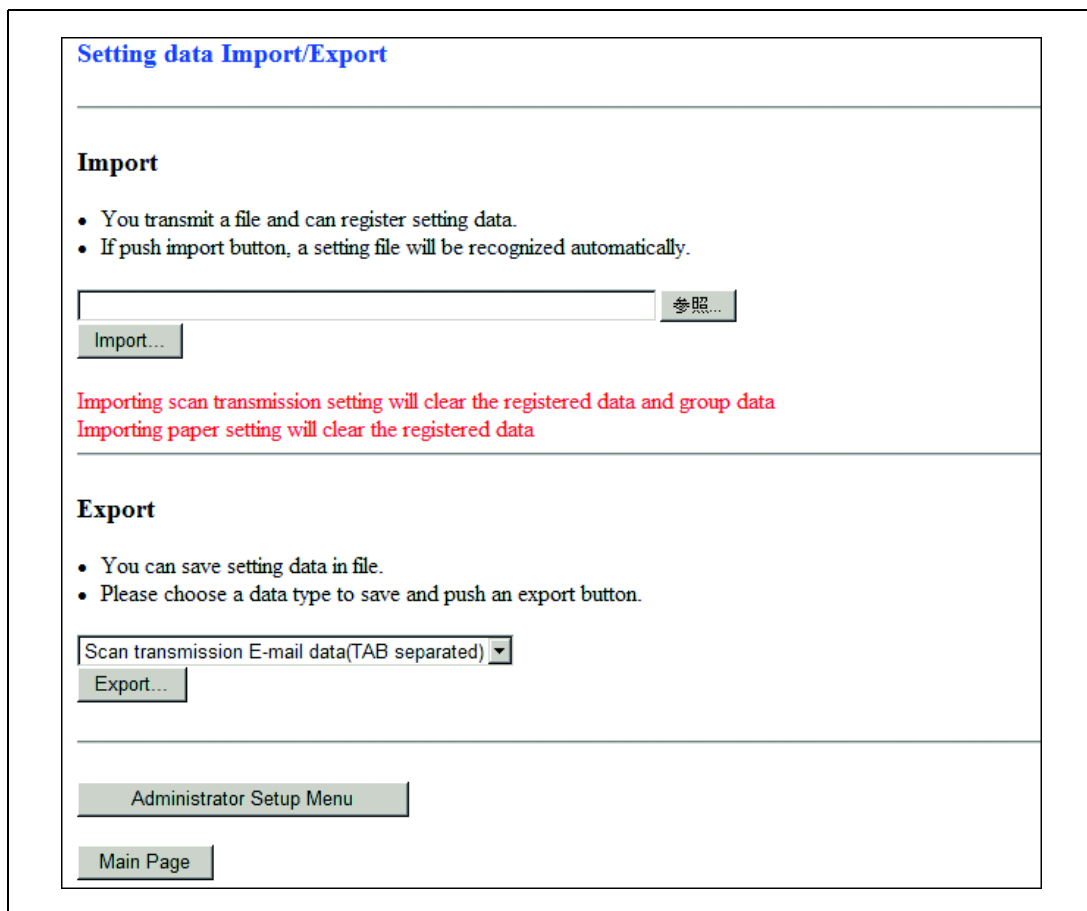 Setting data Import/Export
Import
• You transmit a file and can register setting data.
• If push import button, a setting file will be recognized automatically.
参照...
Import...
Importing scan transmission setting will clear the registered data and group data
Importing paper setting will clear the registered data
Export
• You can save setting data in file.
• Please choose a data type to save and push an export button.
Scan transmission E-mail data(TAB separated)
Export...
Administrator Setup Menu
Main Page